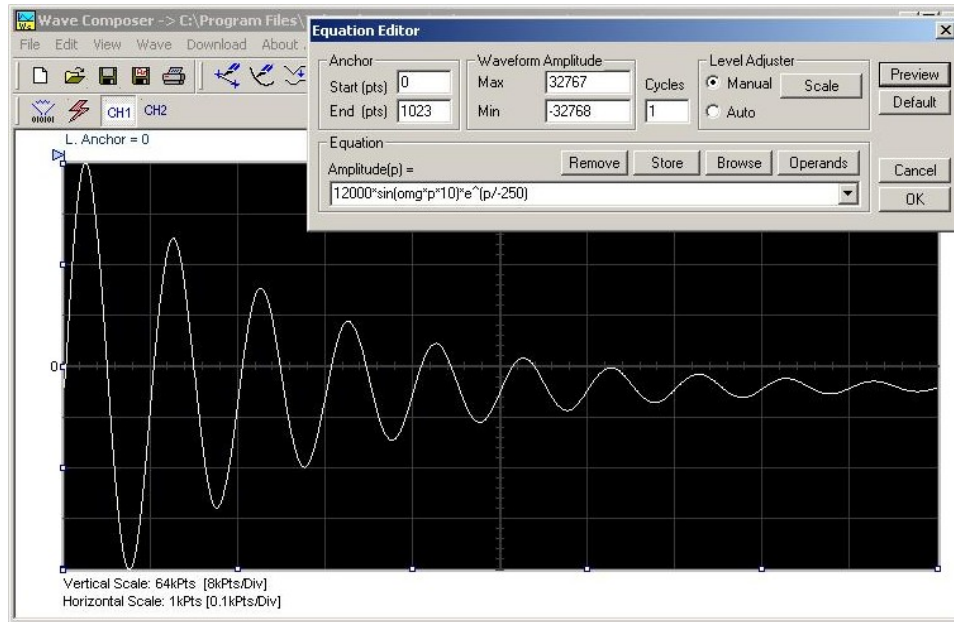 Wave Composer -> C:\Program Files\
File Edit View Wave Download About
CH1 CH2
L. Anchor = 0
0
Vertical Scale: 64kPts [8kPts/Div]
Horizontal Scale: 1kPts [0.1kPts/Div]
Equation Editor
Anchor
Start (pts) 0
End (pts) 1023
Waveform Amplitude
Max 32767
Min -32768
Cycles
1
Level Adjuster
Manual Scale
Auto
Preview
Default
Equation
Amplitude(p) =
Remove Store Browse Operands
12000*sin(omg*p*10)*e^(p/-250)
Cancel
OK